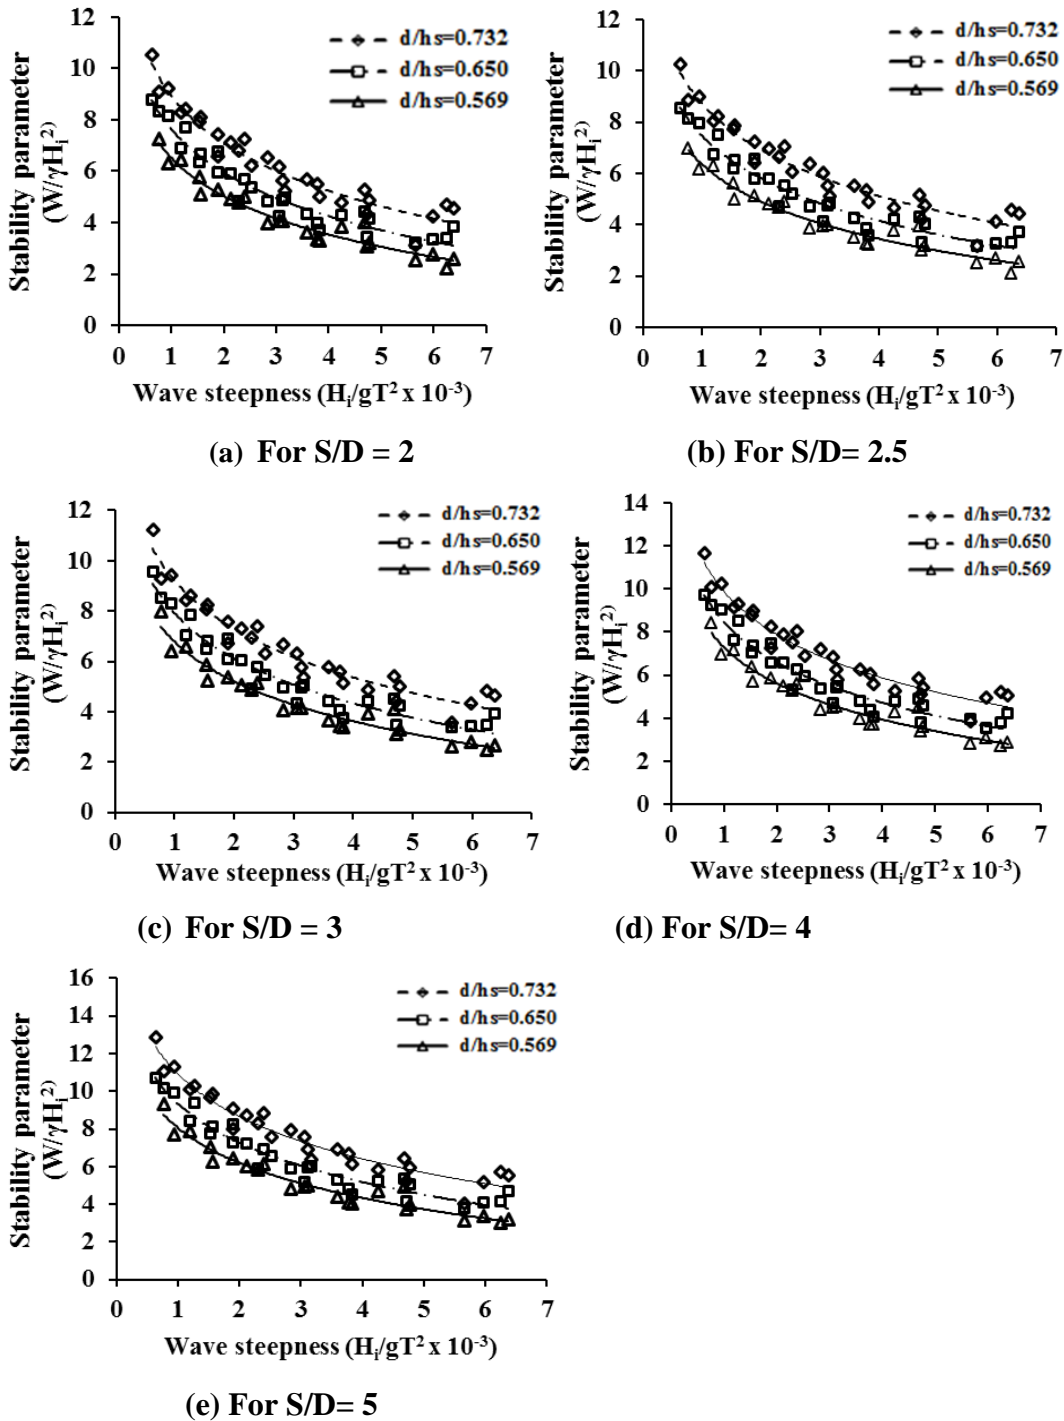 Stability parameter
(W/γHᵢ²)
12
10
8
6
4
2
0
d/hs=0.732
d/hs=0.650
d/hs=0.569
0 1 2 3 4 5 6 7
Wave steepness (Hᵢ/gT² x 10⁻³)
(a) For S/D = 2
Stability parameter
(W/γHᵢ²)
12
10
8
6
4
2
0
d/hs=0.732
d/hs=0.650
d/hs=0.569
0 1 2 3 4 5 6 7
Wave steepness (Hᵢ/gT² x 10⁻³)
(b) For S/D= 2.5
Stability parameter
(W/γHᵢ²)
12
10
8
6
4
2
0
d/hs=0.732
d/hs=0.650
d/hs=0.569
0 1 2 3 4 5 6 7
Wave steepness (Hᵢ/gT² x 10⁻³)
(c) For S/D = 3
Stability parameter
(W/γHᵢ²)
14
12
10
8
6
4
2
0
d/hs=0.732
d/hs=0.650
d/hs=0.569
0 1 2 3 4 5 6 7
Wave steepness (Hᵢ/gT² x 10⁻³)
(d) For S/D= 4
Stability parameter
(W/γHᵢ²)
16
14
12
10
8
6
4
2
0
d/hs=0.732
d/hs=0.650
d/hs=0.569
0 1 2 3 4 5 6 7
Wave steepness (Hᵢ/gT² x 10⁻³)
(e) For S/D= 5